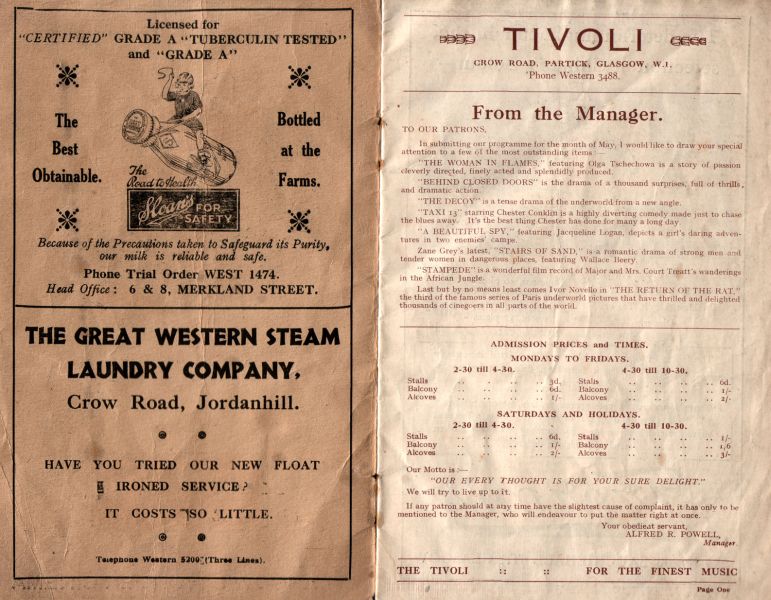 Licensed for
"CERTIFIED" GRADE A "TUBERCULIN TESTED"
and "GRADE A"
The
Best
Obtainable.
Bottled
at the
Farms.
The
Road to Health
Sloan's FOR
SAFETY
Because of the Precautions taken to Safeguard its Purity,
our milk is reliable and safe.
Phone Trial Order WEST 1474.
Head Office: 6 & 8, MERKLAND STREET.
THE GREAT WESTERN STEAM
LAUNDRY COMPANY,
Crow Road, Jordanhill.
HAVE YOU TRIED OUR NEW FLOAT
IRONED SERVICE?
IT COSTS SO LITTLE.
Telephone Western 5200 (Three Lines).
TIVOLI
CROW ROAD, PARTICK, GLASGOW, W.1.
'Phone Western 3488.
From the Manager.
TO OUR PATRONS,
In submitting our programme for the month of May, I would like to draw your special
attention to a few of the most outstanding items:—
"THE WOMAN IN FLAMES," featuring Olga Tschechowa is a story of passion
cleverly directed, finely acted and splendidly produced.
"BEHIND CLOSED DOORS" is the drama of a thousand surprises, full of thrills,
and dramatic action.
"THE DECOY" is a tense drama of the underworld from a new angle.
"TAXI 13" starring Chester Conklin is a highly diverting comedy made just to chase
the blues away. It's the best thing Chester has done for many a long day.
"A BEAUTIFUL SPY," featuring Jacqueline Logan, depicts a girl's daring adven-
tures in two enemies' camps.
Zane Grey's latest, "STAIRS OF SAND," is a romantic drama of strong men and
tender women in dangerous places, featuring Wallace Beery.
"STAMPEDE" is a wonderful film record of Major and Mrs. Court Treatt's wanderings
in the African Jungle.
Last but by no means least comes Ivor Novello in "THE RETURN OF THE RAT,"
the third of the famous series of Paris underworld pictures that have thrilled and delighted
thousands of cinegoers in all parts of the world.
ADMISSION PRICES and TIMES.
MONDAYS TO FRIDAYS.
2-30 till 4-30. 4-30 till 10-30.
Stalls .. .. .. .. 3d. Stalls .. .. .. .. 6d.
Balcony .. .. .. .. 6d. Balcony .. .. .. .. 1/-
Alcoves .. .. .. .. 1/- Alcoves .. .. .. .. 2/-
SATURDAYS AND HOLIDAYS.
2-30 till 4-30. 4-30 till 10-30.
Stalls .. .. .. .. 6d. Stalls .. .. .. .. 1/-
Balcony .. .. .. .. 1/- Balcony .. .. .. .. 1/6
Alcoves .. .. .. .. 2/- Alcoves .. .. .. .. 3/-
Our Motto is:—
"OUR EVERY THOUGHT IS FOR YOUR SURE DELIGHT."
We will try to live up to it.
If any patron should at any time have the slightest cause of complaint, it has only to be
mentioned to the Manager, who will endeavour to put the matter right at once.
Your obedient servant,
ALFRED R. POWELL,
Manager.
THE TIVOLI :: :: FOR THE FINEST MUSIC
Page One